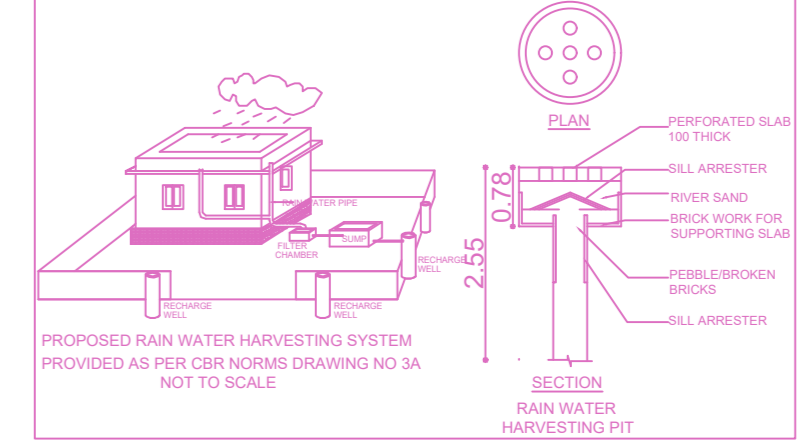 RAIN WATER PIPE
FILTER
CHAMBER
SUMP
RECHARGE
WELL
RECHARGE
WELL
RECHARGE
WELL
PROPOSED RAIN WATER HARVESTING SYSTEM
PROVIDED AS PER CBR NORMS DRAWING NO 3A
NOT TO SCALE
PLAN
PERFORATED SLAB
100 THICK
SILL ARRESTER
RIVER SAND
BRICK WORK FOR
SUPPORTING SLAB
PEBBLE/BROKEN
BRICKS
SILL ARRESTER
0.78
2.55
SECTION
RAIN WATER
HARVESTING PIT